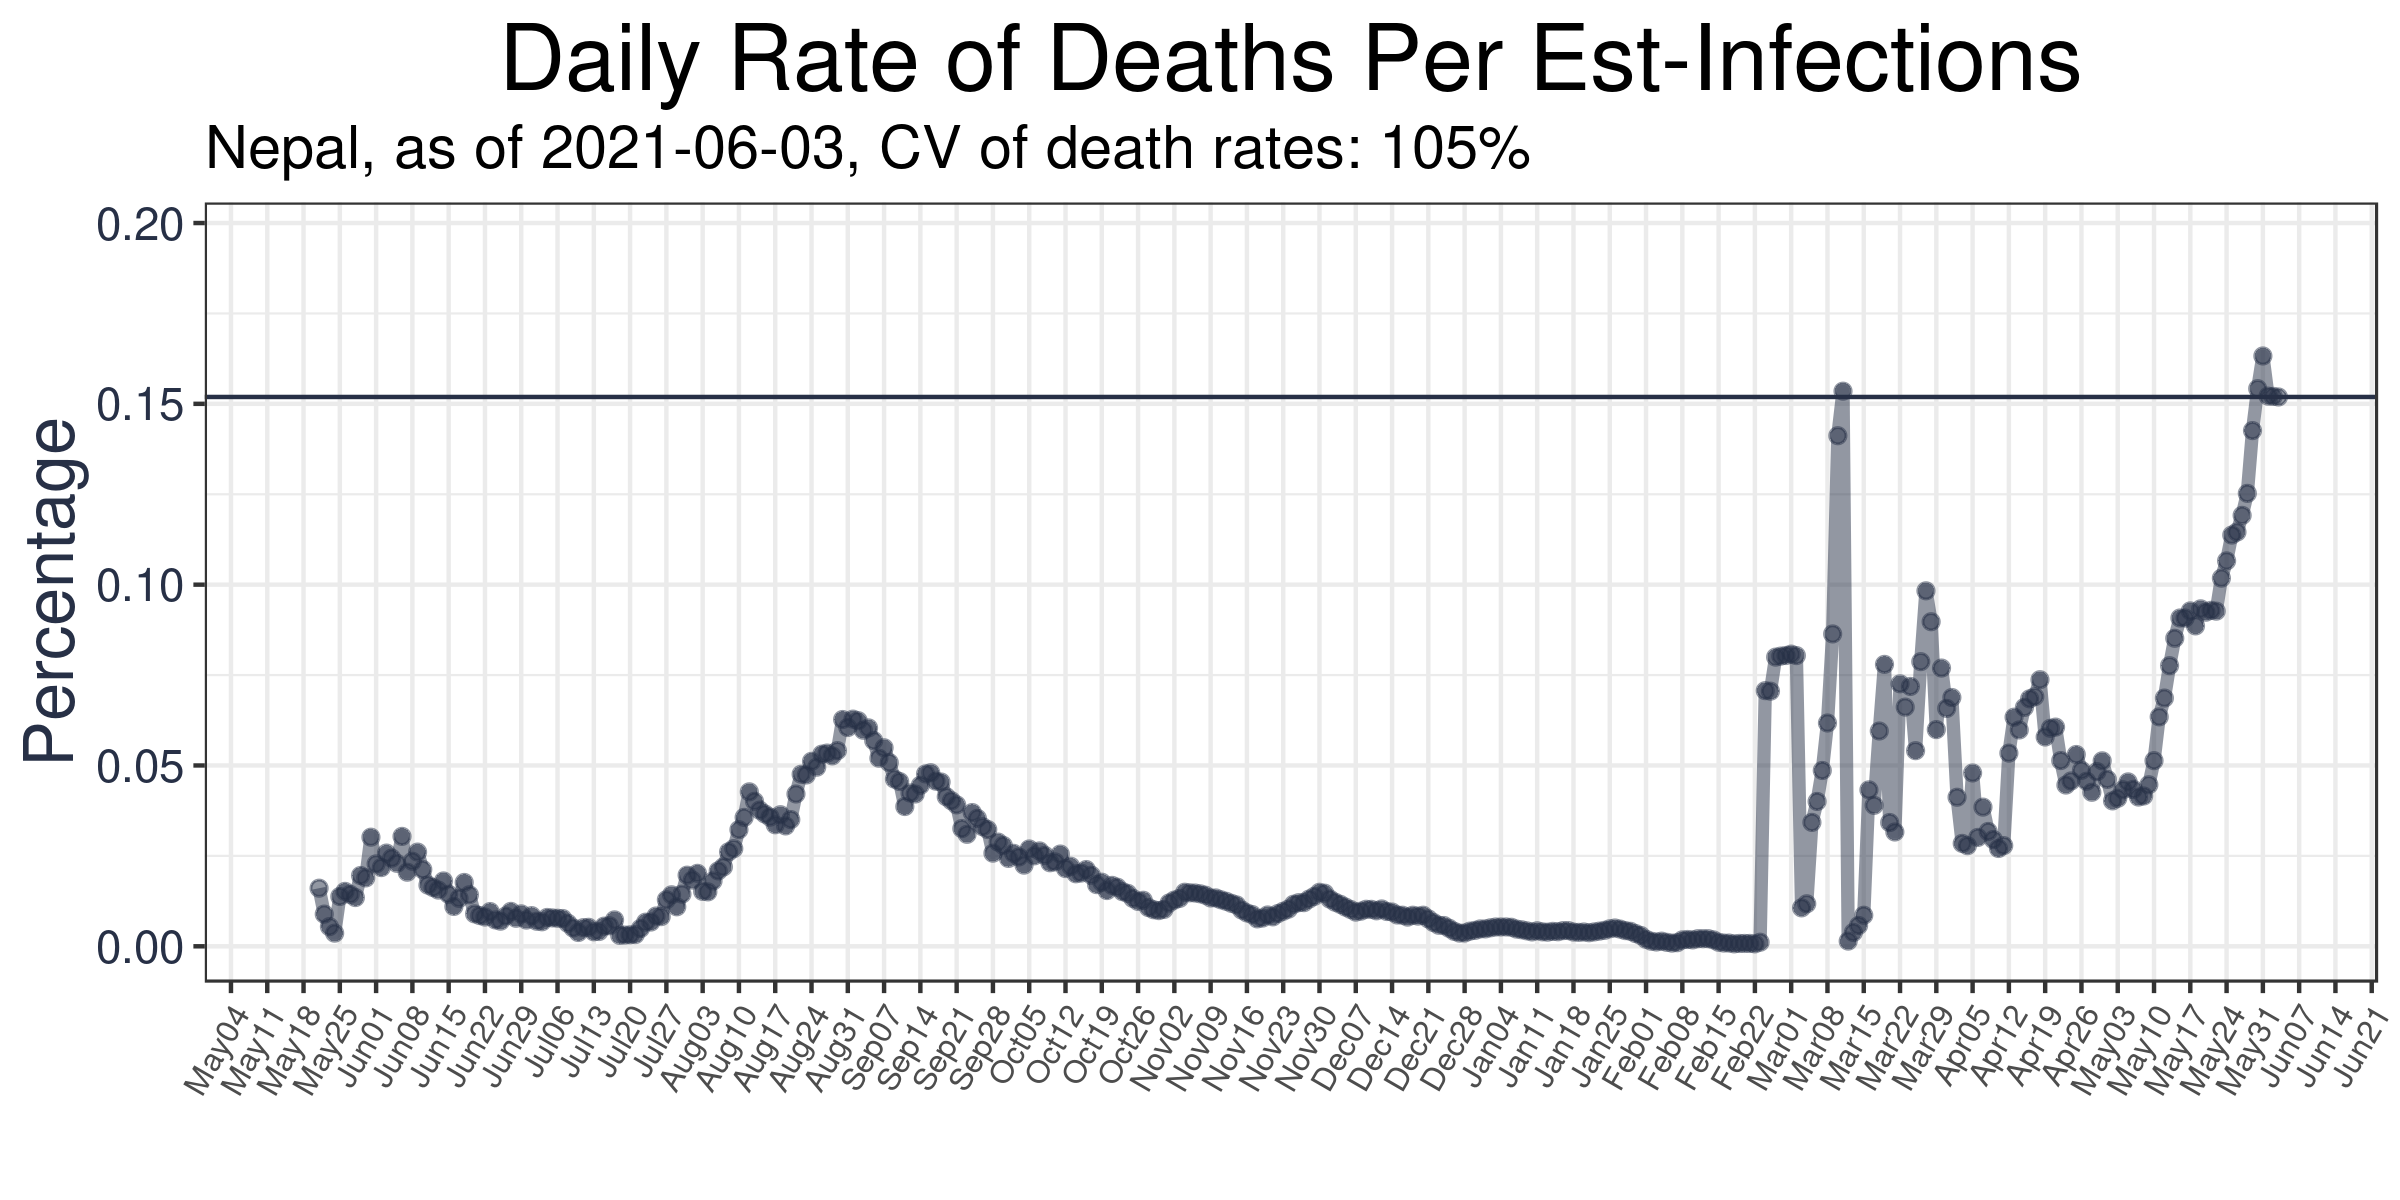 Daily Rate of Deaths Per Est-Infections
Nepal, as of 2021-06-03, CV of death rates: 105%
Percentage
0.20
0.15
0.10
0.05
0.00
May04
May11
May18
May25
Jun01
Jun08
Jun15
Jun22
Jun29
Jul06
Jul13
Jul20
Jul27
Aug03
Aug10
Aug17
Aug24
Aug31
Sep07
Sep14
Sep21
Sep28
Oct05
Oct12
Oct19
Oct26
Nov02
Nov09
Nov16
Nov23
Nov30
Dec07
Dec14
Dec21
Dec28
Jan04
Jan11
Jan18
Jan25
Feb01
Feb08
Feb15
Feb22
Mar01
Mar08
Mar15
Mar22
Mar29
Apr05
Apr12
Apr19
Apr26
May03
May10
May17
May24
May31
Jun07
Jun14
Jun21